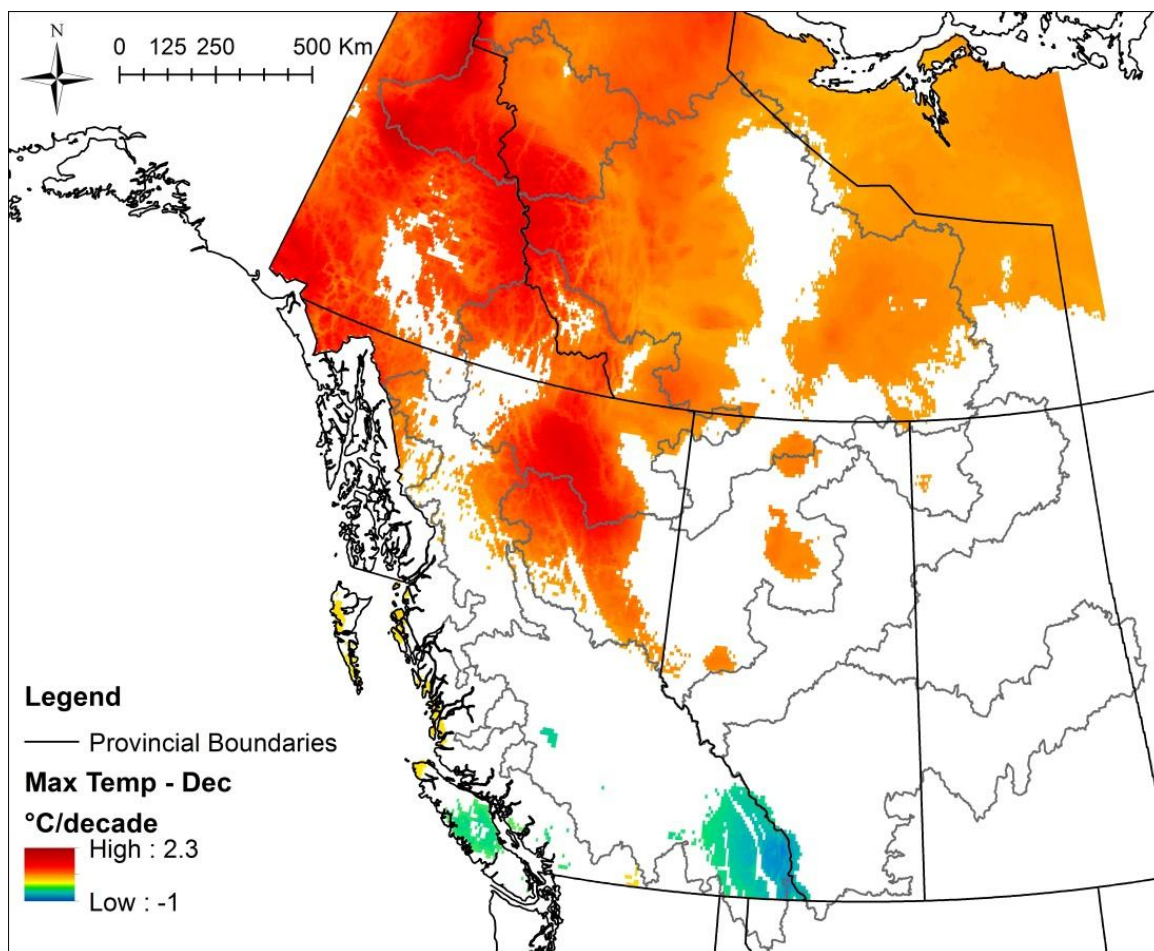 N
0 125 250 500 Km
Legend
Provincial Boundaries
Max Temp - Dec
°C/decade
High : 2.3
Low : -1